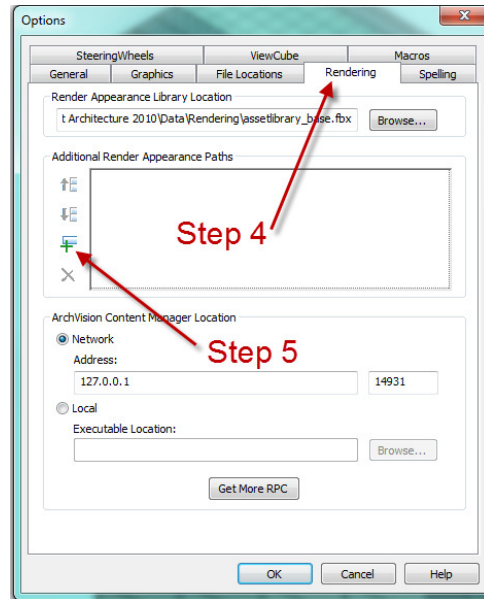 Options
SteeringWheels ViewCube Macros
General Graphics File Locations Rendering Spelling
Render Appearance Library Location
t Architecture 2010\Data\Rendering\assetlibrary_base.fbx Browse...
Additional Render Appearance Paths
Step 4
ArchVision Content Manager Location
Step 5
Network
Address:
127.0.0.1 14931
Local
Executable Location:
Browse...
Get More RPC
OK Cancel Help